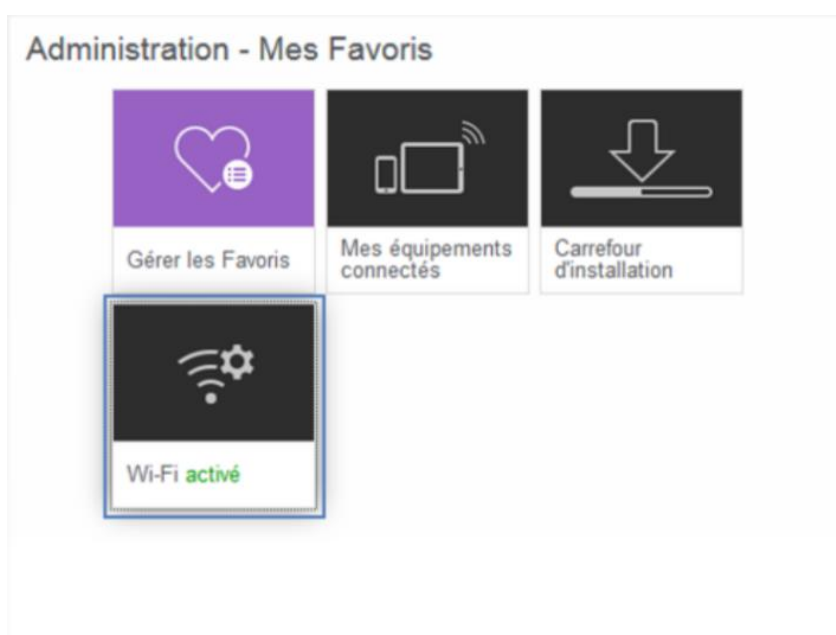 Administration - Mes Favoris
Gérer les Favoris
Mes équipements
connectés
Carrefour
d'installation
Wi-Fi activé